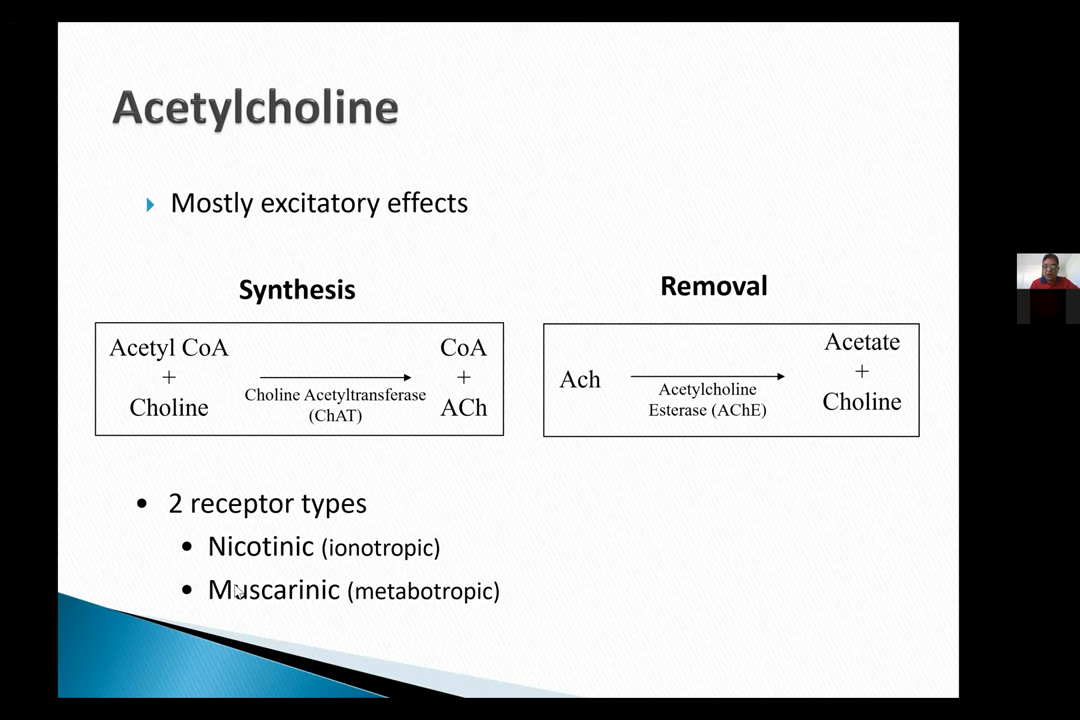 Acetylcholine
Mostly excitatory effects
Synthesis
Acetyl CoA
+
Choline
Choline Acetyltransferase
(ChAT)
CoA
+
ACh
Removal
Ach
Acetylcholine
Esterase (AChE)
Acetate
+
Choline
• 2 receptor types
• Nicotinic (ionotropic)
• Muscarinic (metabotropic)